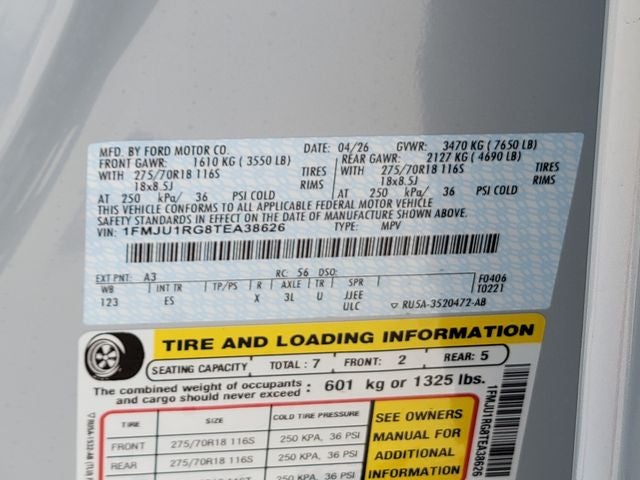 MFD. BY FORD MOTOR CO. DATE: 04/26 GVWR: 3470 KG ( 7650 LB)
FRONT GAWR: 1610 KG ( 3550 LB) REAR GAWR: 2127 KG ( 4690 LB)
WITH 275/70R18 116S TIRES WITH 275/70R18 116S TIRES
18x8.5J RIMS 18x8.5J RIMS
AT 250 kPa/ 36 PSI COLD AT 250 kPa/ 36 PSI COLD
THIS VEHICLE CONFORMS TO ALL APPLICABLE FEDERAL MOTOR VEHICLE
SAFETY STANDARDS IN EFFECT ON THE DATE OF MANUFACTURE SHOWN ABOVE.
VIN: 1FMJU1RG8TEA38626 TYPE: MPV
EXT PNT: A3 RC: 56 DSO: F0406
WB INT TR TP/PS R AXLE TR SPR T0221
123 ES X 3L U JJEE
ULC ▽ RU5A-3520472-AB
TIRE AND LOADING INFORMATION
SEATING CAPACITY TOTAL : 7 FRONT: 2 REAR: 5
The combined weight of occupants and cargo should never exceed : 601 kg or 1325 lbs.
TIRE SIZE COLD TIRE PRESSURE
FRONT 275/70R18 116S 250 KPA, 36 PSI
REAR 275/70R18 116S 250 KPA, 36 PSI
SEE OWNERS
MANUAL FOR
ADDITIONAL
INFORMATION
1FMJU1RG8TEA38626